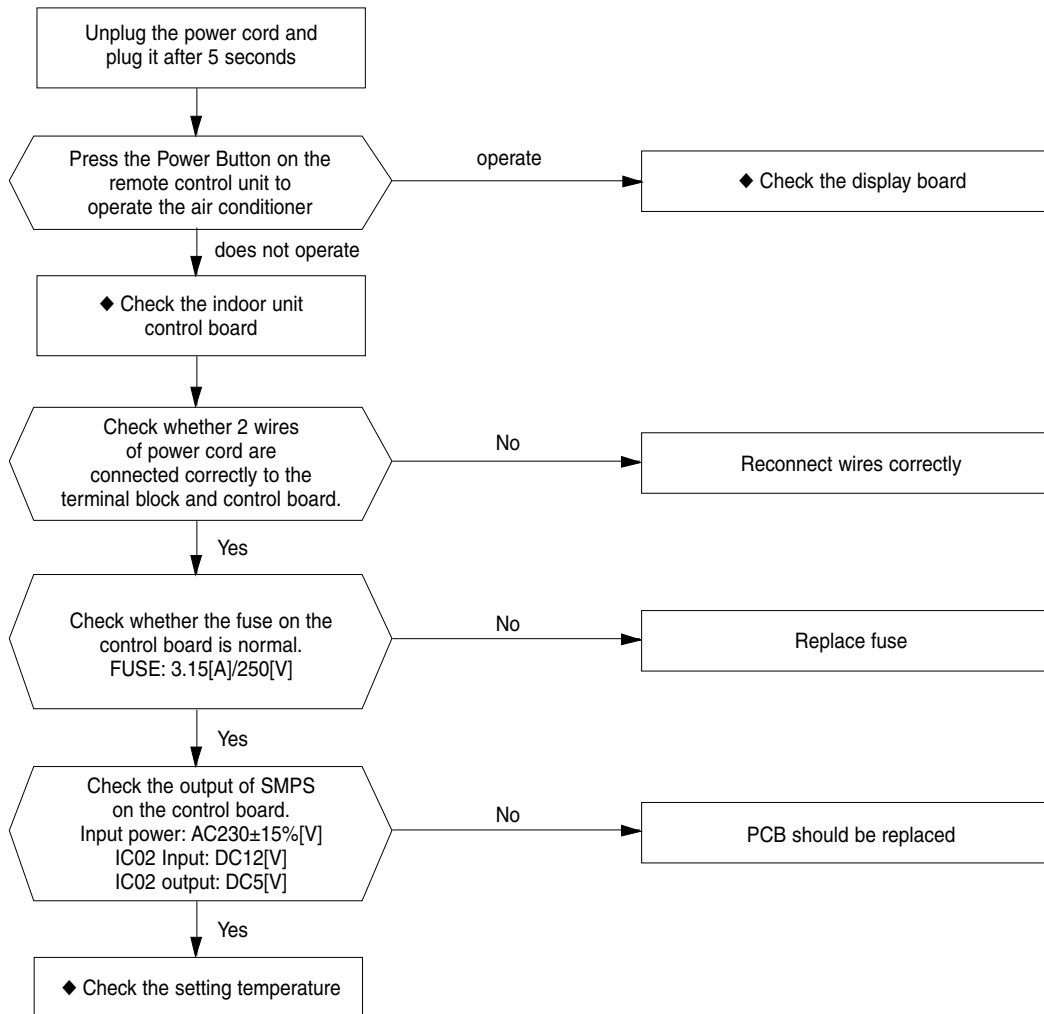 Unplug the power cord and
plug it after 5 seconds
Press the Power Button on the
remote control unit to
operate the air conditioner
operate
◆ Check the display board
does not operate
◆ Check the indoor unit
control board
Check whether 2 wires
of power cord are
connected correctly to the
terminal block and control board.
No
Reconnect wires correctly
Yes
Check whether the fuse on the
control board is normal.
FUSE: 3.15[A]/250[V]
No
Replace fuse
Yes
Check the output of SMPS
on the control board.
Input power: AC230±15%[V]
IC02 Input: DC12[V]
IC02 output: DC5[V]
No
PCB should be replaced
Yes
◆ Check the setting temperature